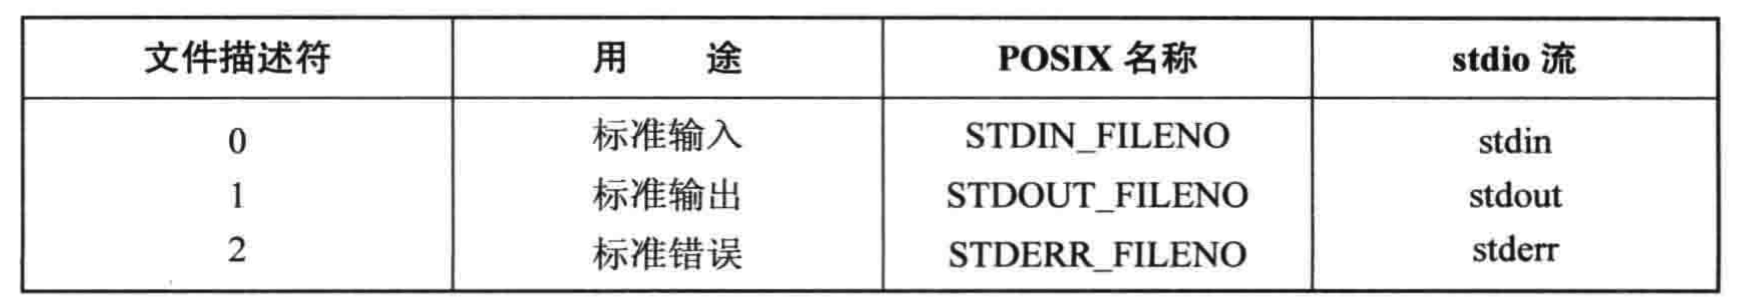 文件描述符 用 途 POSIX 名称 stdio 流
0 标准输入 STDIN_FILENO stdin
1 标准输出 STDOUT_FILENO stdout
2 标准错误 STDERR_FILENO stderr